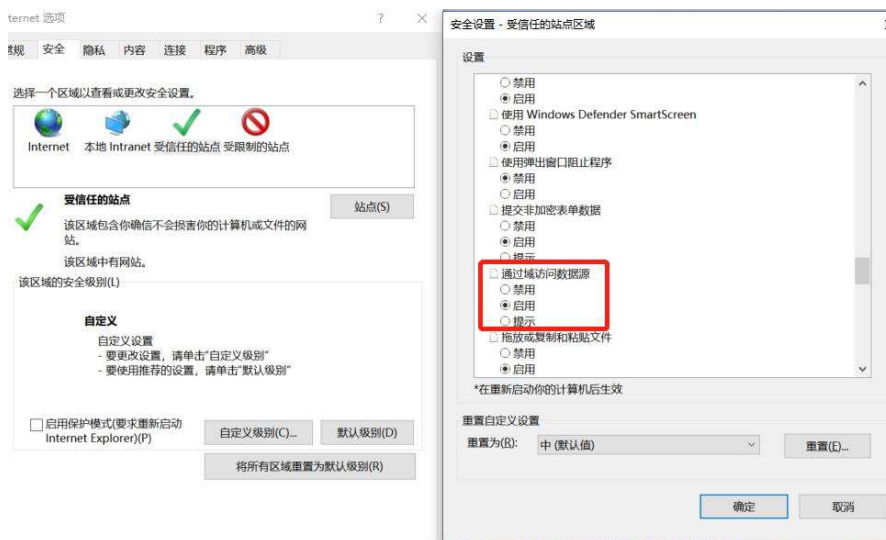 ternet 选项
常规 安全 隐私 内容 连接 程序 高级
选择一个区域以查看或更改安全设置。
Internet 本地 Intranet 受信任的站点 受限制的站点
受信任的站点
站点(S)
该区域包含你确信不会损害你的计算机或文件的网
站。
该区域中有网站。
该区域的安全级别(L)
自定义
自定义设置
- 要更改设置，请单击"自定义级别"
- 要使用推荐的设置，请单击"默认级别"
启用保护模式(要求重新启动
Internet Explorer)(P)
自定义级别(C)...
默认级别(D)
将所有区域重置为默认级别(R)
安全设置 - 受信任的站点区域
设置
禁用
启用
使用 Windows Defender SmartScreen
禁用
启用
使用弹出窗口阻止程序
禁用
启用
提交非加密表单数据
禁用
启用
提示
通过域访问数据源
禁用
启用
提示
拖放或复制和粘贴文件
禁用
启用
*在重新启动你的计算机后生效
重置自定义设置
重置为(R):
中 (默认值)
重置(E)...
确定
取消